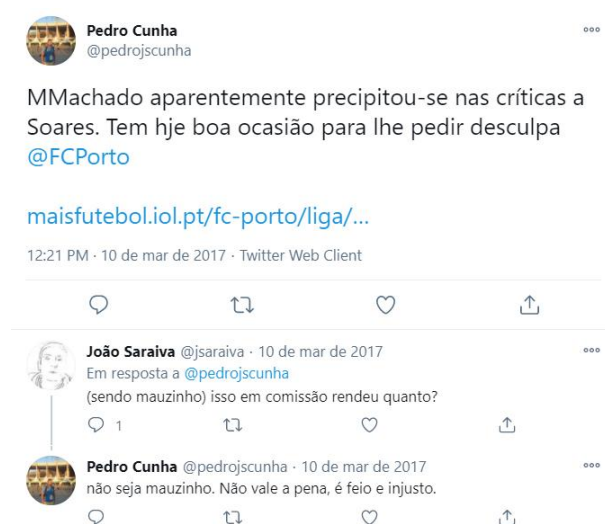 Pedro Cunha
@pedrojscunha
MMachado aparentemente precipitou-se nas críticas a
Soares. Tem hje boa ocasião para lhe pedir desculpa
@FCPorto
maisfutebol.iol.pt/fc-porto/liga/...
12:21 PM · 10 de mar de 2017 · Twitter Web Client
João Saraiva @jsaraiva · 10 de mar de 2017
Em resposta a @pedrojscunha
(sendo mauzinho) isso em comissão rendeu quanto?
1
Pedro Cunha @pedrojscunha · 10 de mar de 2017
não seja mauzinho. Não vale a pena, é feio e injusto.